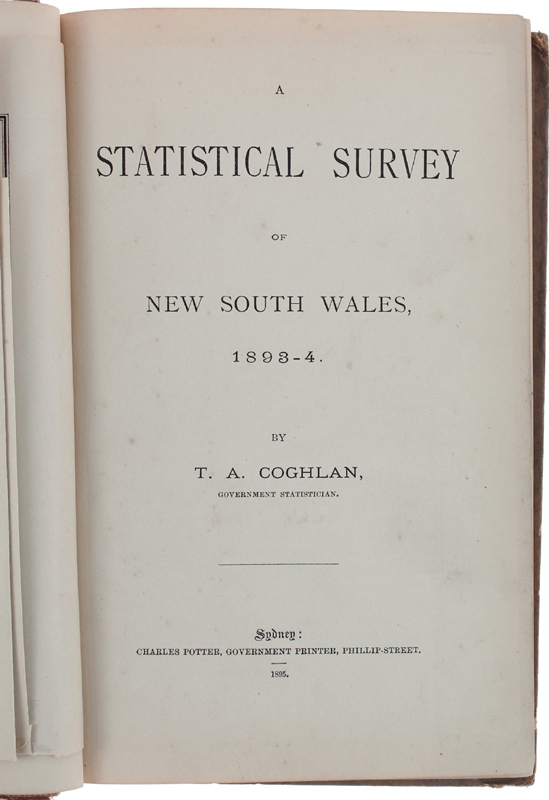 A
STATISTICAL SURVEY
OF
NEW SOUTH WALES,
1893-4.
BY
T. A. COGHLAN,
GOVERNMENT STATISTICIAN.
Sydney:
CHARLES POTTER, GOVERNMENT PRINTER, PHILLIP-STREET.
1895.